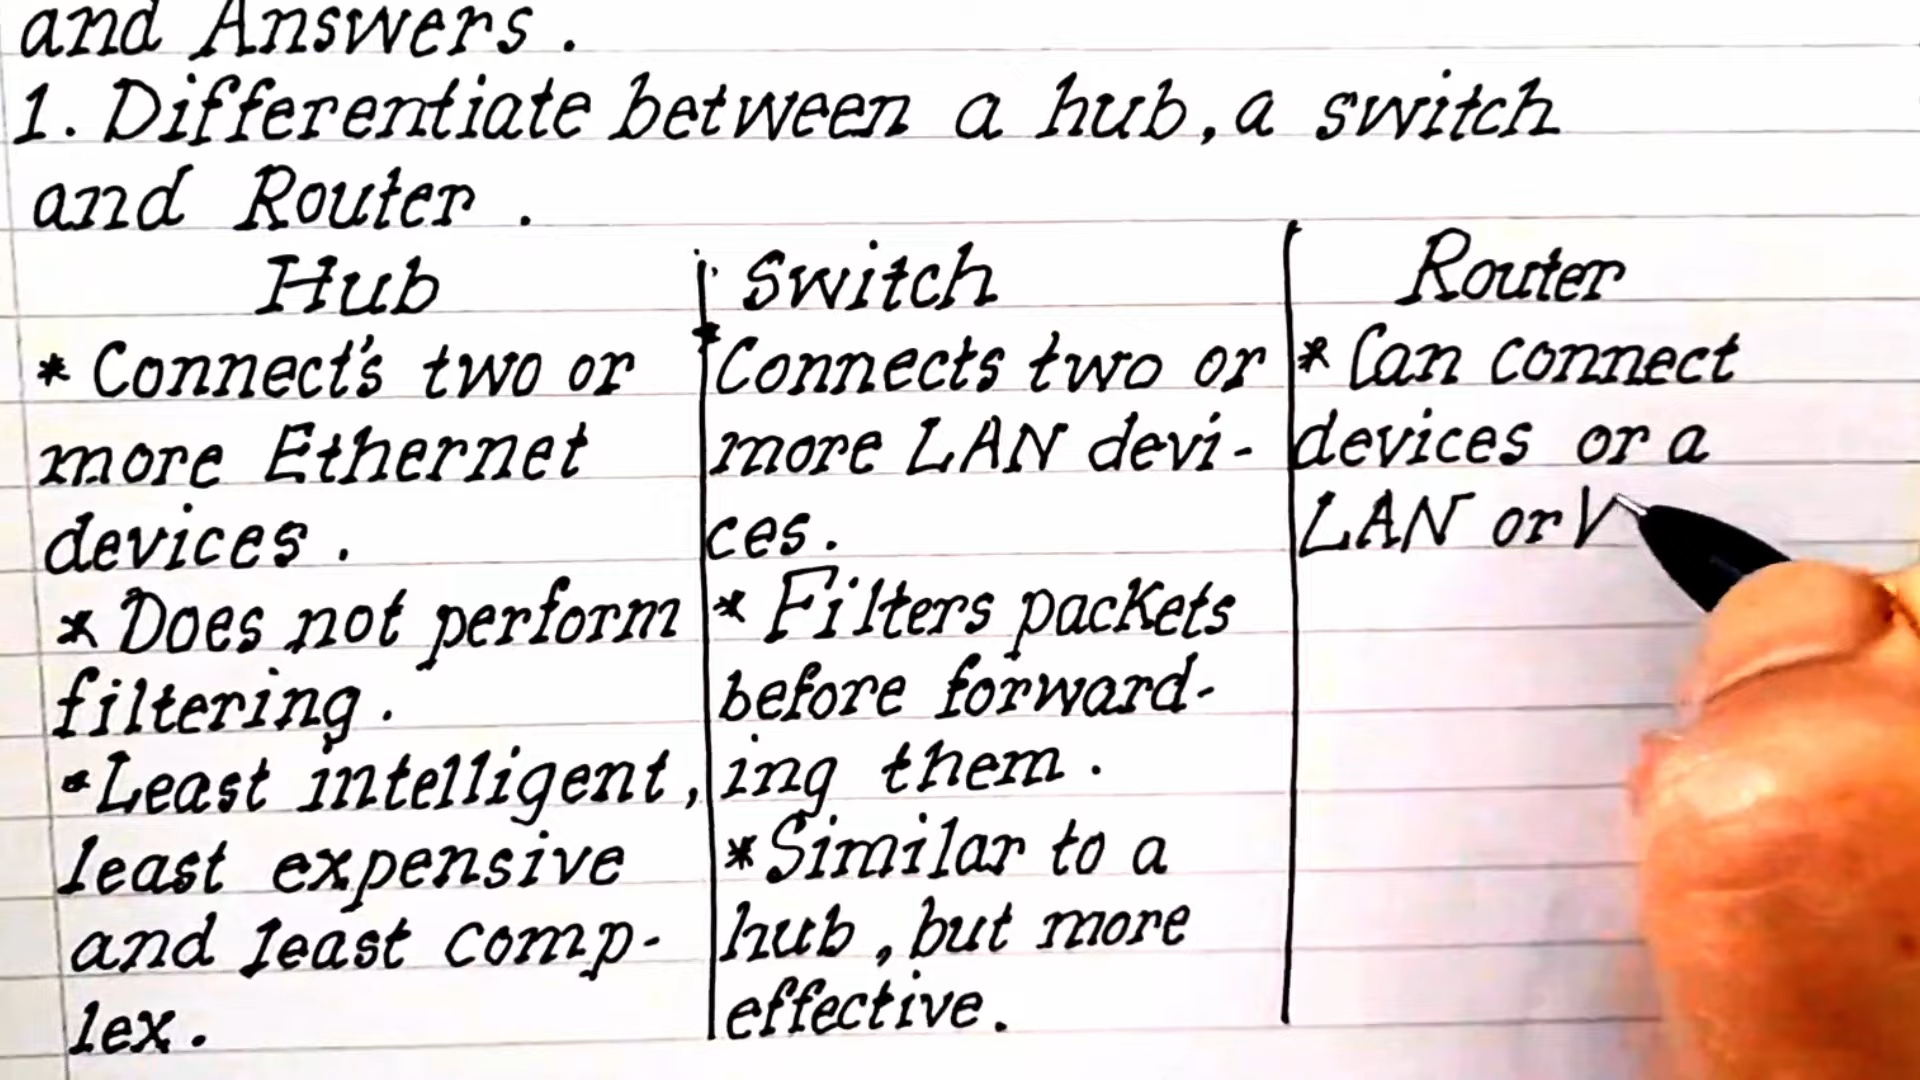 and Answers.
1. Differentiate between a hub, a switch
and Router.
Hub
* Connect's two or
more Ethernet
devices.
* Does not perform
filtering.
*Least intelligent,
least expensive
and least comp-
lex.
Switch
*Connects two or
more LAN devi-
ces.
* Filters packets
before forward-
ing them.
*Similar to a
hub, but more
effective.
Router
* Can connect
devices or a
LAN or